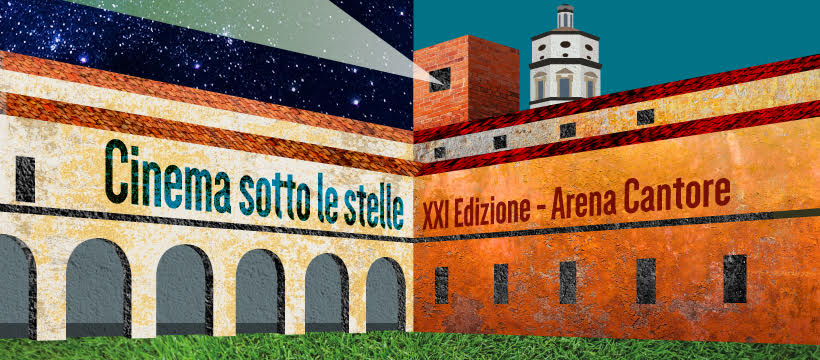 Cinema sotto le stelle
XXI Edizione - Arena Cantore